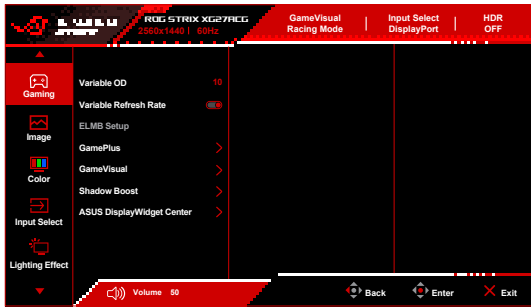 ROG STRIX XG27ACG
2560x1440 | 60Hz
GameVisual
Racing Mode
Input Select
DisplayPort
HDR
OFF
Gaming
Image
Color
Input Select
Lighting Effect
Variable OD 10
Variable Refresh Rate
ELMB Setup
GamePlus
GameVisual
Shadow Boost
ASUS DisplayWidget Center
Volume 50
Back
Enter
Exit